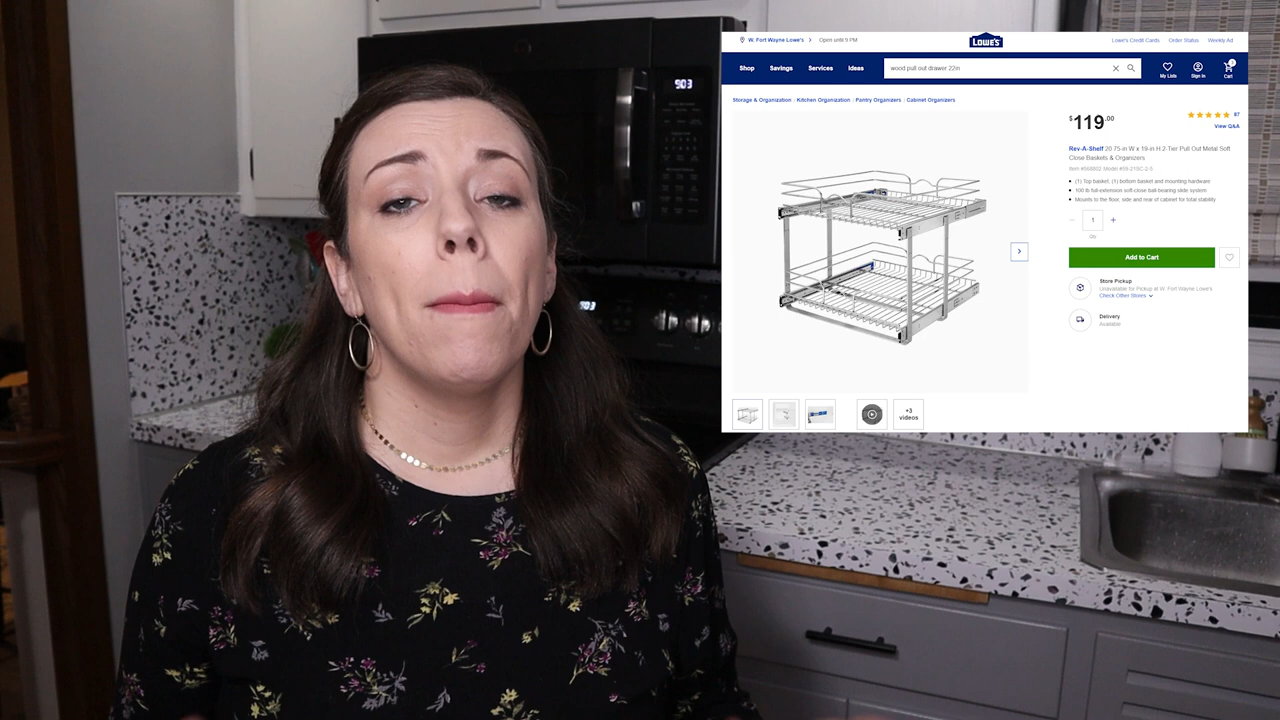 W. Fort Wayne Lowe's > Open until 9 PM
LOWE'S
Lowe's Credit Cards Order Status Weekly Ad
Shop Savings Services Ideas
wood pull out drawer 22in
My Lists Sign In Cart
Storage & Organization / Kitchen Organization / Pantry Organizers / Cabinet Organizers
$119.00
67
View Q&A
Rev-A-Shelf 20.75-in W x 19-in H 2-Tier Pull Out Metal Soft
Close Baskets & Organizers
• (1) Top basket, (1) bottom basket and mounting hardware
• 100 lb full-extension soft-close ball-bearing slide system
• Mounts to the floor, side and rear of cabinet for total stability
− 1 +
Qty
Add to Cart
Store Pickup
Unavailable for Pickup at W. Fort Wayne Lowe's
Check Other Stores
Delivery
Available
+3
videos
9:03